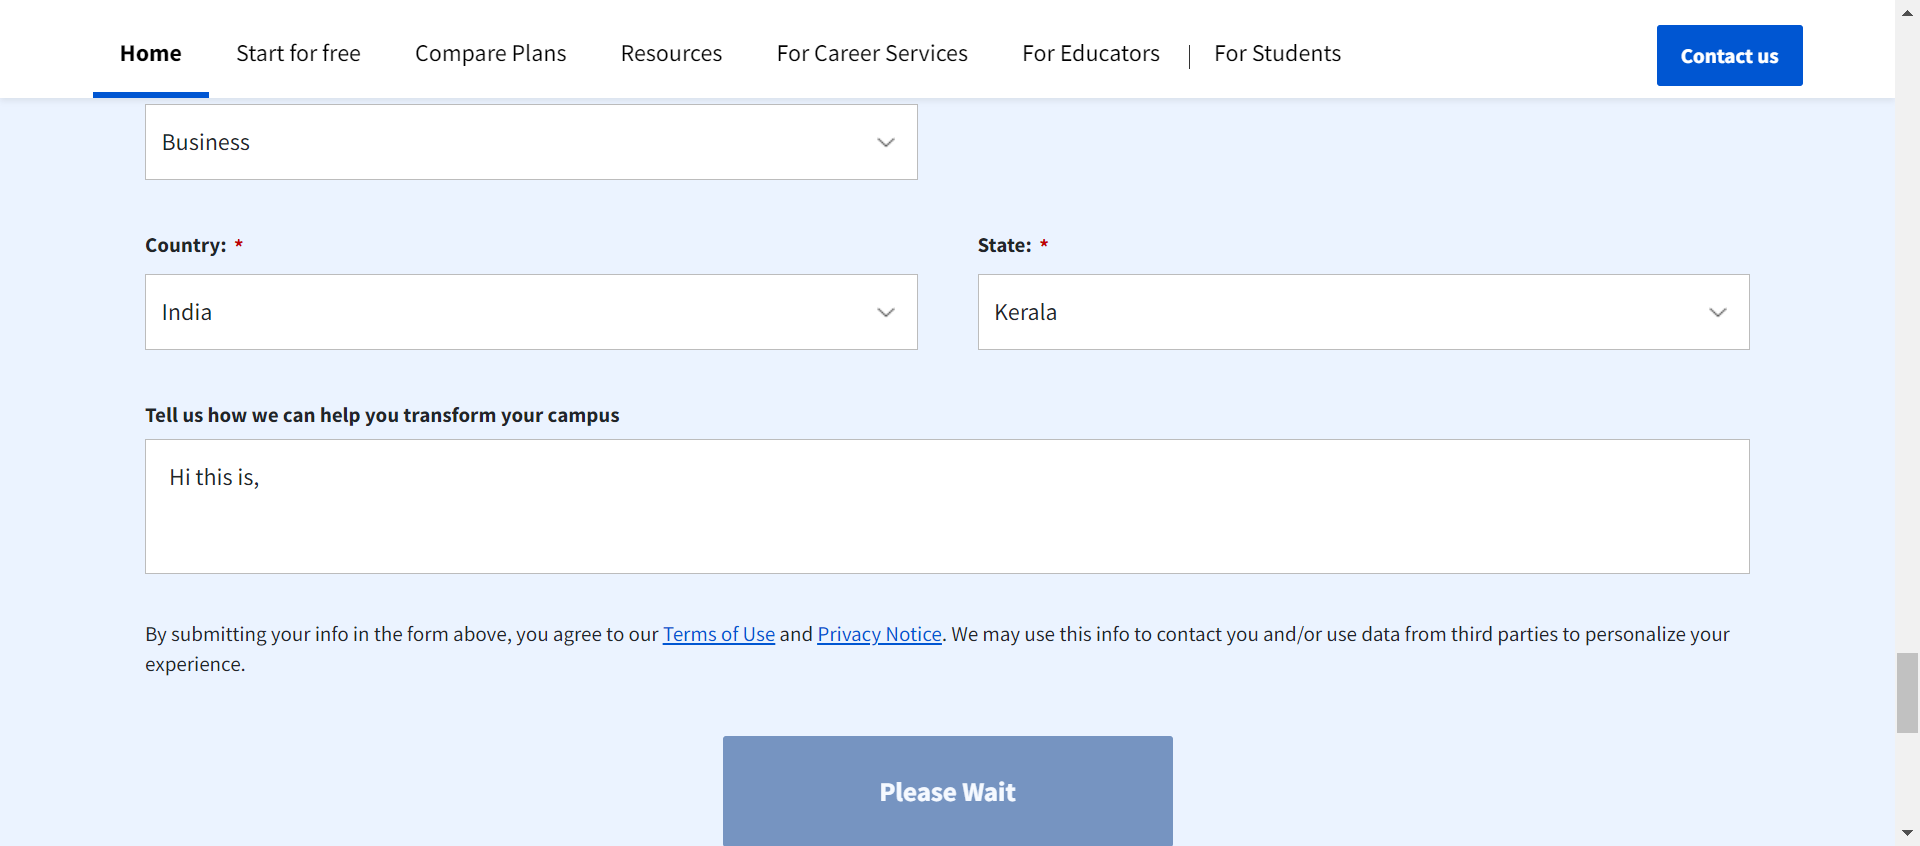 Home Start for free Compare Plans Resources For Career Services For Educators | For Students Contact us
Business
Country: * State: *
India Kerala
Tell us how we can help you transform your campus
Hi this is,
By submitting your info in the form above, you agree to our Terms of Use and Privacy Notice. We may use this info to contact you and/or use data from third parties to personalize your
experience.
Please Wait